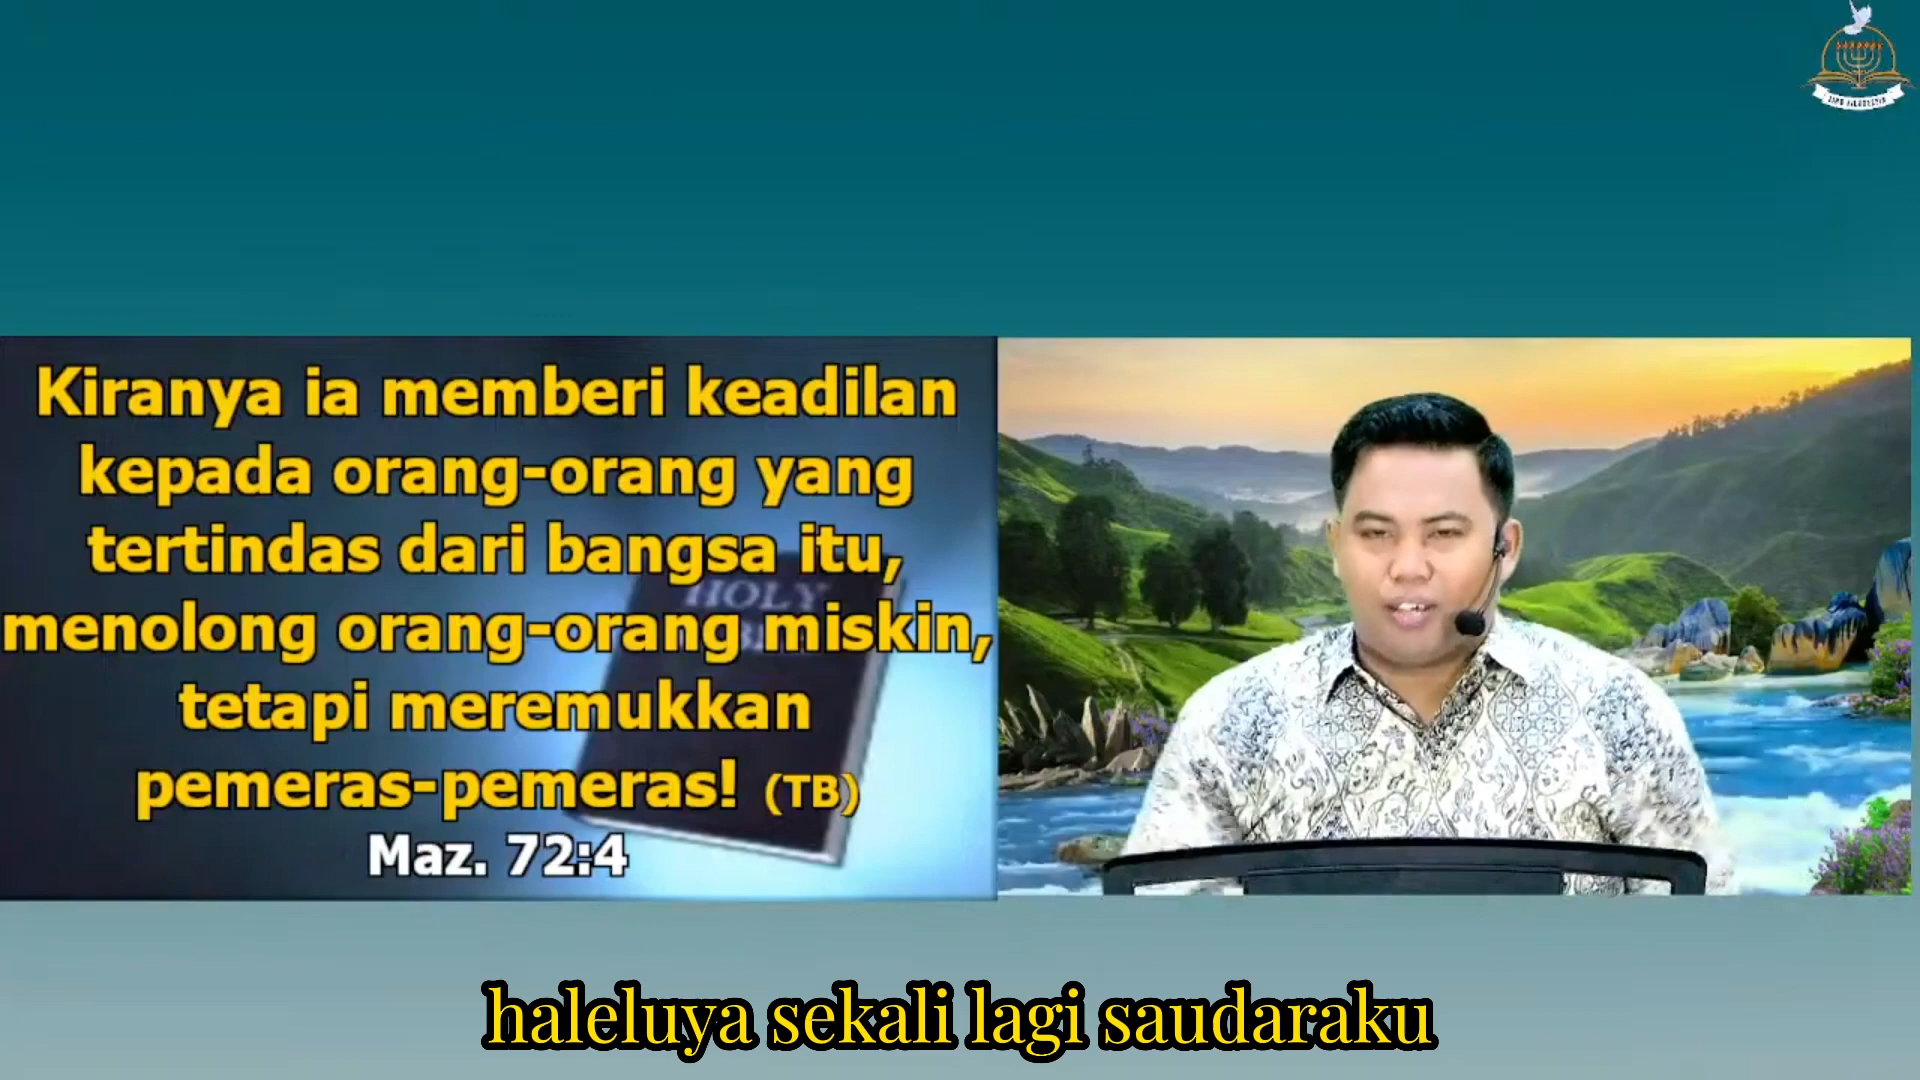 Kiranya ia memberi keadilan
kepada orang-orang yang
tertindas dari bangsa itu,
menolong orang-orang miskin,
tetapi meremukkan
pemeras-pemeras! (TB)
Maz. 72:4
HOLY
haleluya sekali lagi saudaraku